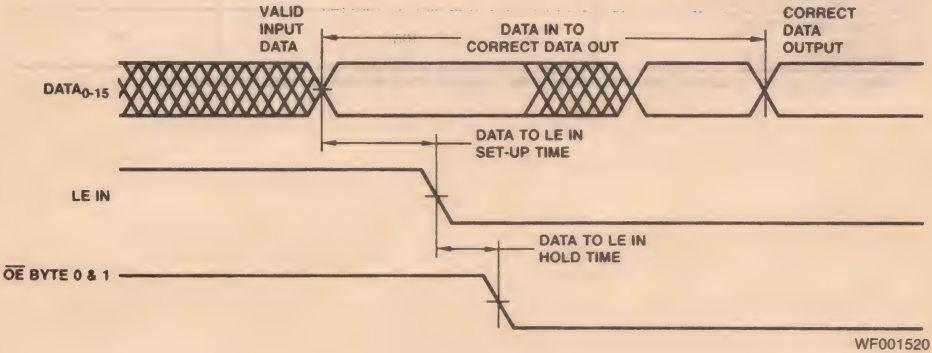 VALID
INPUT
DATA
DATA IN TO
CORRECT DATA OUT
CORRECT
DATA
OUTPUT
DATA0-15
DATA TO LE IN
SET-UP TIME
LE IN
DATA TO LE IN
HOLD TIME
OE BYTE 0 & 1
WF001520